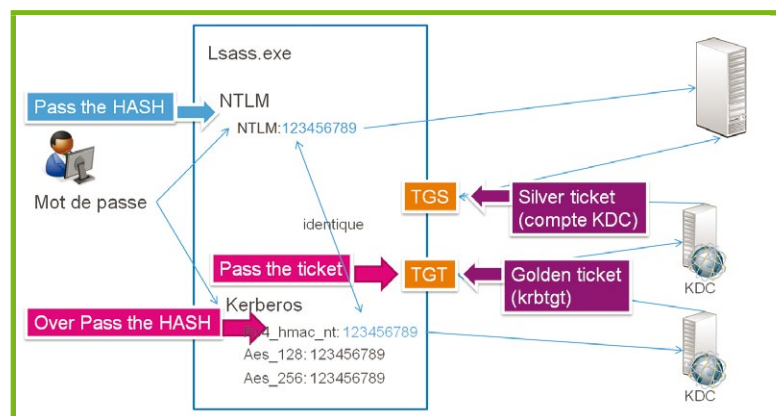 Lsass.exe
Pass the HASH
NTLM
NTLM:123456789
Mot de passe
TGS
Silver ticket
(compte KDC)
identique
Pass the ticket
TGT
Golden ticket
(krbtgt)
KDC
Kerberos
Over Pass the HASH
4_hmac_nt: 123456789
Aes_128: 123456789
Aes_256: 123456789
KDC